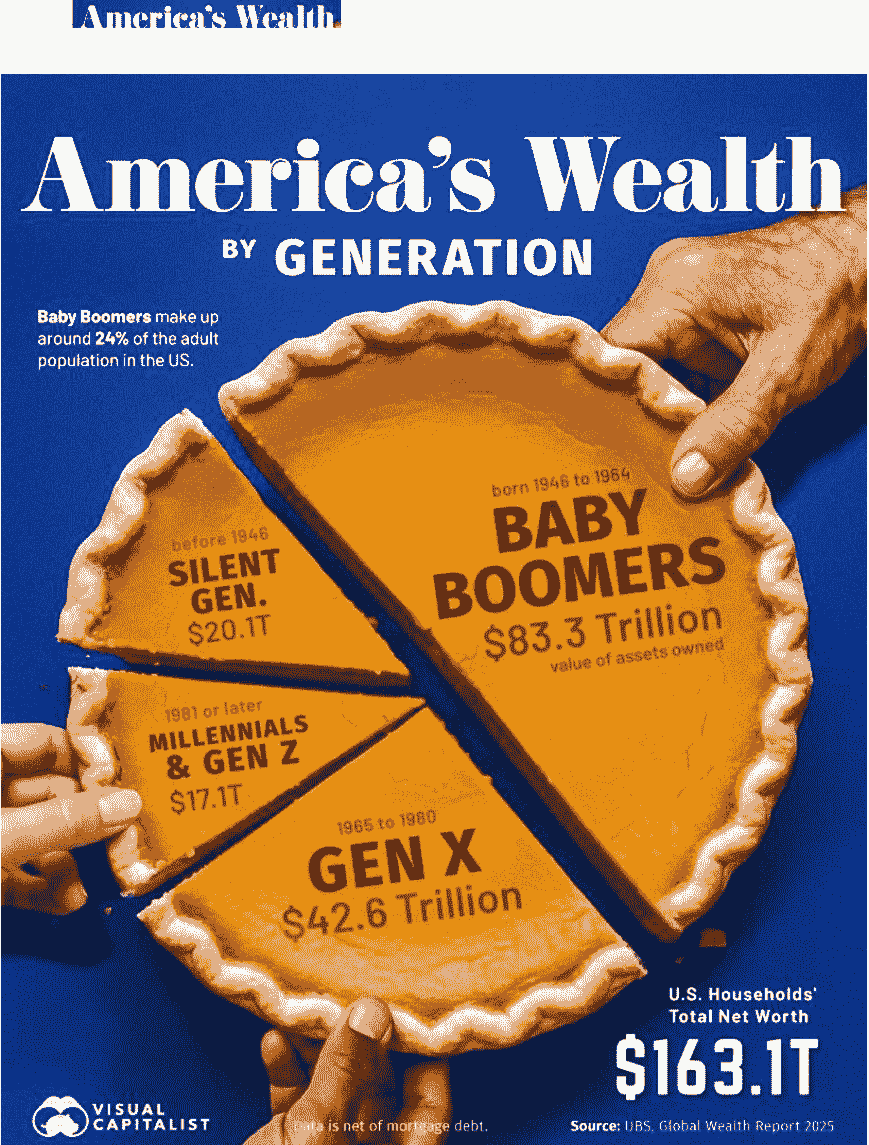 America's Wealth
America's Wealth
BY GENERATION
Baby Boomers make up
around 24% of the adult
population in the US.
born 1946 to 1964
BABY
BOOMERS
$83.3 Trillion
value of assets owned
before 1946
SILENT
GEN.
$20.1T
1981 or later
MILLENNIALS
& GEN Z
$17.1T
1965 to 1980
GEN X
$42.6 Trillion
U.S. Households'
Total Net Worth
$163.1T
VISUAL
CAPITALIST
Data is net of mortgage debt.
Source: UBS, Global Wealth Report 2025